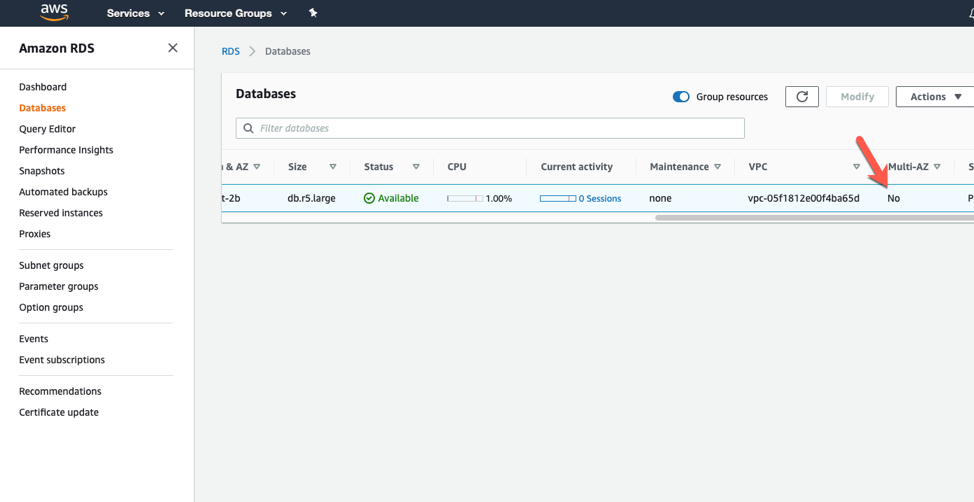 aws Services Resource Groups
Amazon RDS
Dashboard
Databases
Query Editor
Performance Insights
Snapshots
Automated backups
Reserved instances
Proxies
Subnet groups
Parameter groups
Option groups
Events
Event subscriptions
Recommendations
Certificate update
RDS Databases
Databases
Group resources Modify Actions
Filter databases
& AZ Size Status CPU Current activity Maintenance VPC Multi-AZ S
t-2b db.r5.large Available 1.00% 0 Sessions none vpc-05f1812e00f4ba65d No P